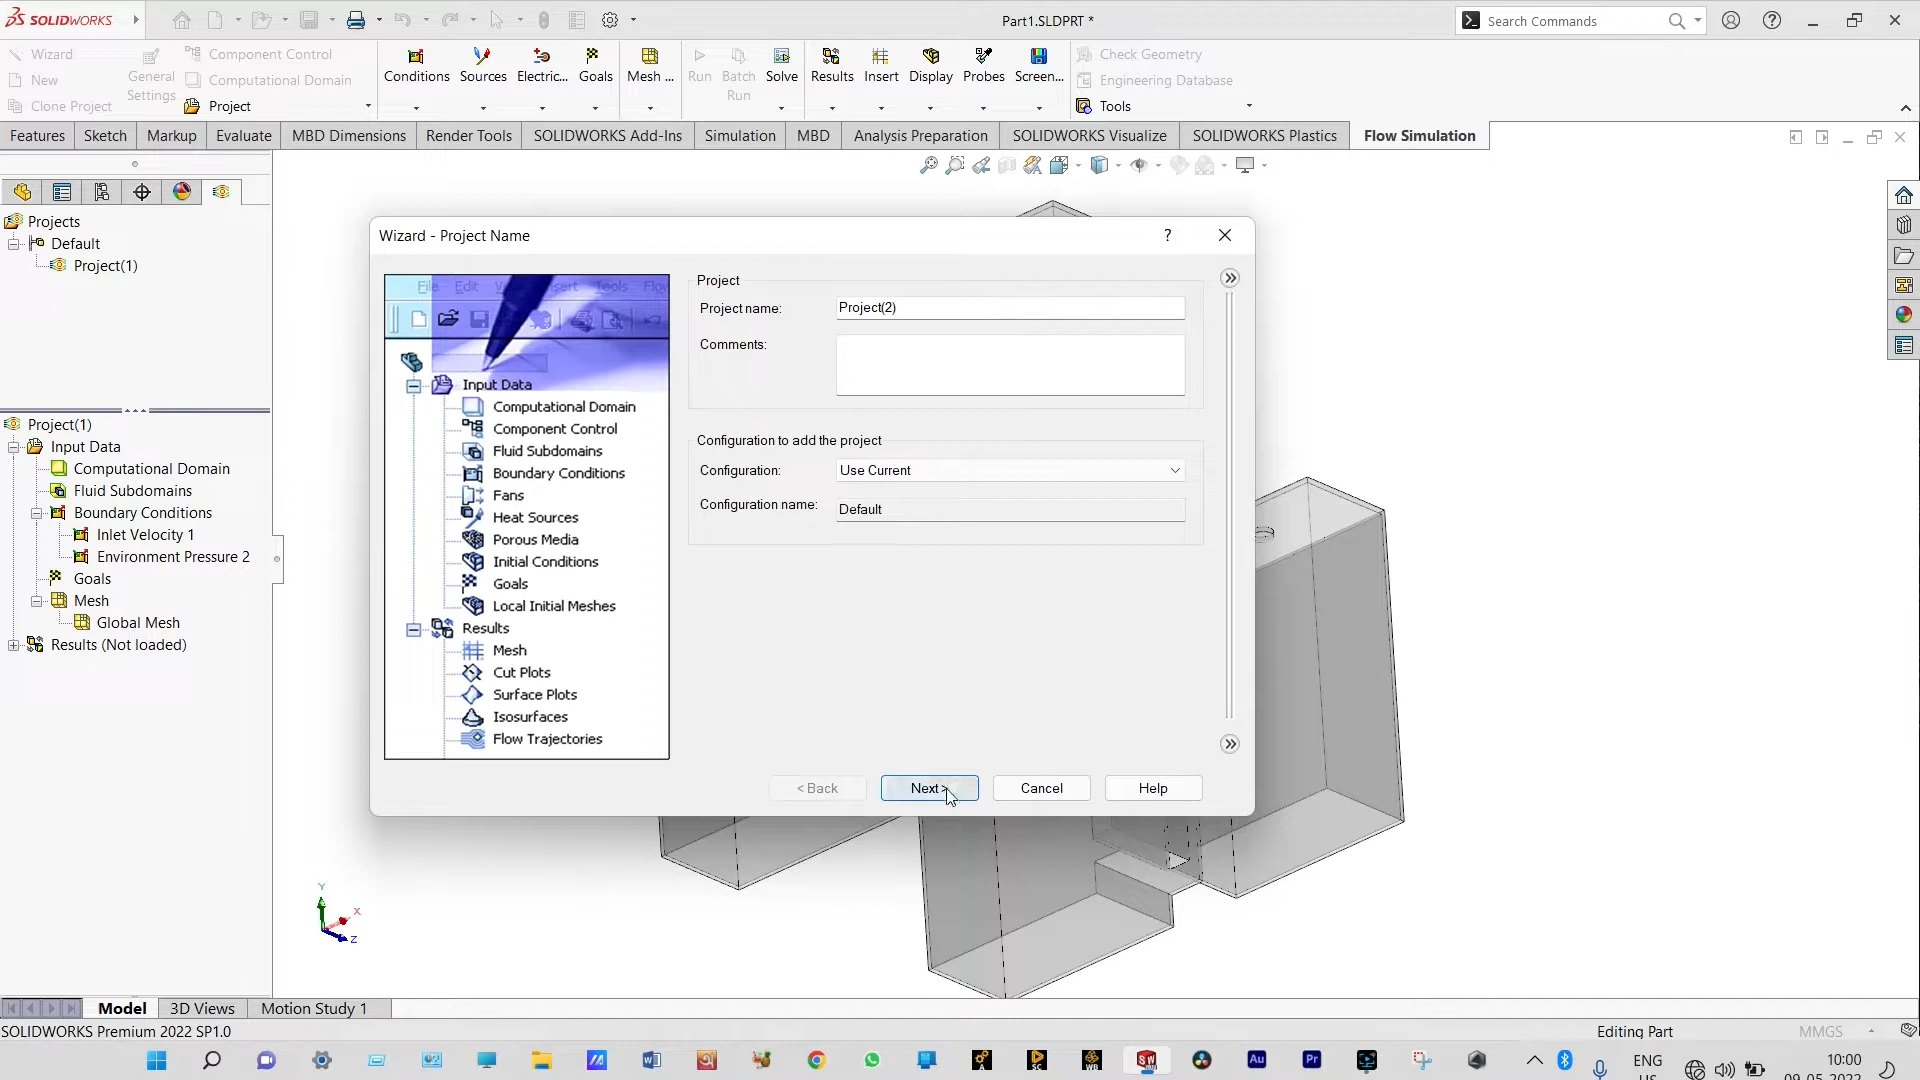 SOLIDWORKS
Part1.SLDPRT *
Search Commands
Wizard
New
Clone Project
General Settings
Component Control
Computational Domain
Project
Conditions
Sources
Electric...
Goals
Mesh ...
Run
Batch Run
Solve
Results
Insert
Display
Probes
Screen...
Check Geometry
Engineering Database
Tools
Features
Sketch
Markup
Evaluate
MBD Dimensions
Render Tools
SOLIDWORKS Add-Ins
Simulation
MBD
Analysis Preparation
SOLIDWORKS Visualize
SOLIDWORKS Plastics
Flow Simulation
Projects
Default
Project(1)
Project(1)
Input Data
Computational Domain
Fluid Subdomains
Boundary Conditions
Inlet Velocity 1
Environment Pressure 2
Goals
Mesh
Global Mesh
Results (Not loaded)
Wizard - Project Name
?
File Edit
Tools
Input Data
Computational Domain
Component Control
Fluid Subdomains
Boundary Conditions
Fans
Heat Sources
Porous Media
Initial Conditions
Goals
Local Initial Meshes
Results
Mesh
Cut Plots
Surface Plots
Isosurfaces
Flow Trajectories
Project
Project name:
Project(2)
Comments:
Configuration to add the project
Configuration:
Use Current
Configuration name:
Default
< Back
Next >
Cancel
Help
Y
X
Z
Model
3D Views
Motion Study 1
SOLIDWORKS Premium 2022 SP1.0
Editing Part
MMGS
ENG
10:00
09-05-2022